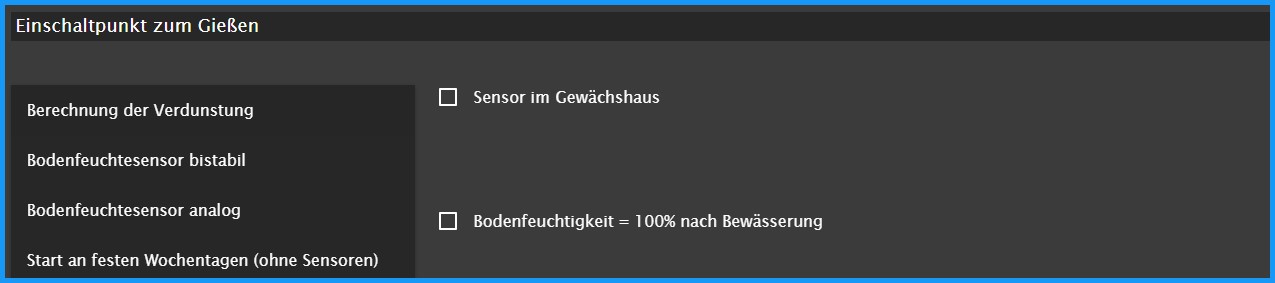 Einschaltpunkt zum Gießen
Berechnung der Verdunstung
Bodenfeuchtesensor bistabil
Bodenfeuchtesensor analog
Start an festen Wochentagen (ohne Sensoren)
Sensor im Gewächshaus
Bodenfeuchtigkeit = 100% nach Bewässerung